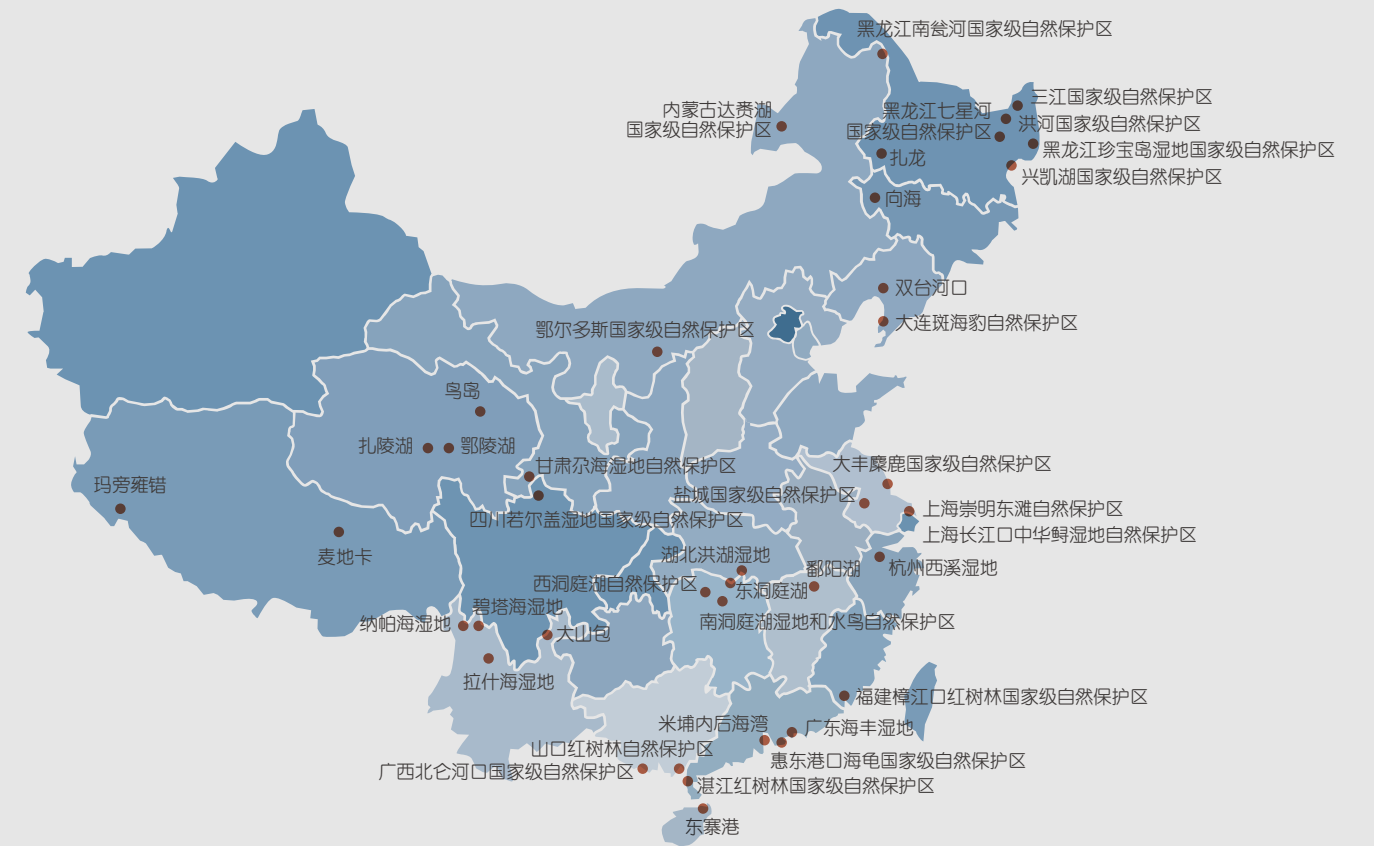 黑龙江南瓮河国家级自然保护区
三江国家级自然保护区
内蒙古达赉湖
国家级自然保护区
黑龙江七星河
国家级自然保护区
洪河国家级自然保护区
黑龙江珍宝岛湿地国家级自然保护区
扎龙
兴凯湖国家级自然保护区
向海
双台河口
大连斑海豹自然保护区
鄂尔多斯国家级自然保护区
鸟岛
扎陵湖
鄂陵湖
甘肃尕海湿地自然保护区
大丰麋鹿国家级自然保护区
玛旁雍错
盐城国家级自然保护区
上海崇明东滩自然保护区
四川若尔盖湿地国家级自然保护区
上海长江口中华鲟湿地自然保护区
麦地卡
湖北洪湖湿地
鄱阳湖
杭州西溪湿地
西洞庭湖自然保护区
东洞庭湖
碧塔海湿地
纳帕海湿地
南洞庭湖湿地和水鸟自然保护区
大山包
拉什海湿地
福建樟江口红树林国家级自然保护区
米埔内后海湾
广东海丰湿地
山口红树林自然保护区
惠东港口海龟国家级自然保护区
广西北仑河口国家级自然保护区
湛江红树林国家级自然保护区
东寨港